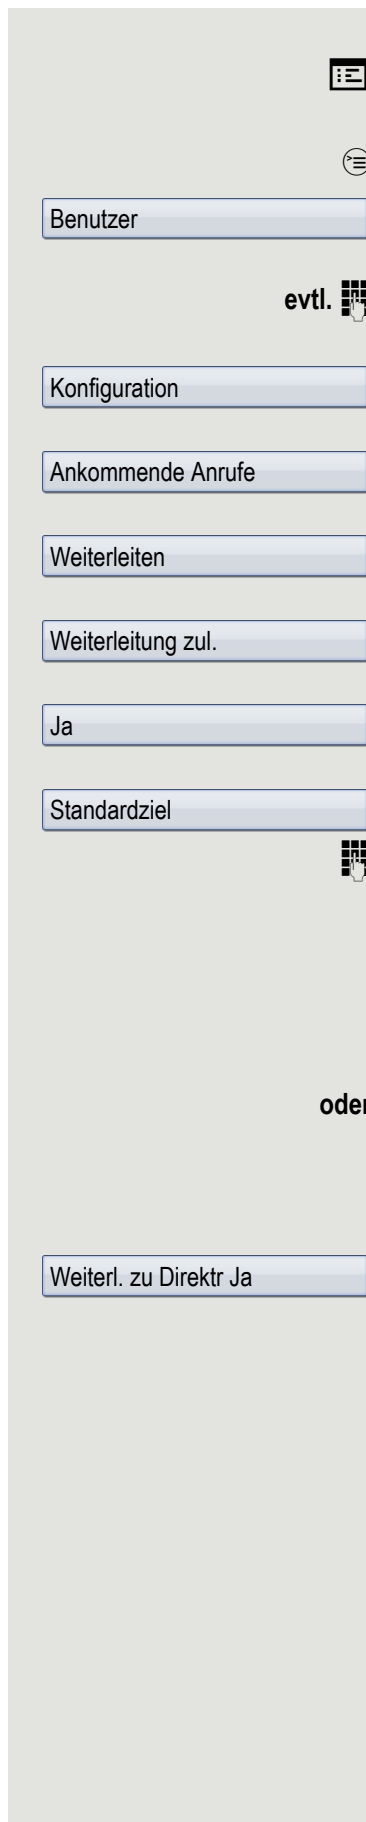 Benutzer
evtl.
Konfiguration
Ankommende Anrufe
Weiterleiten
Weiterleitung zul.
Ja
Standardziel
oder
Weiterl. zu Direktr Ja